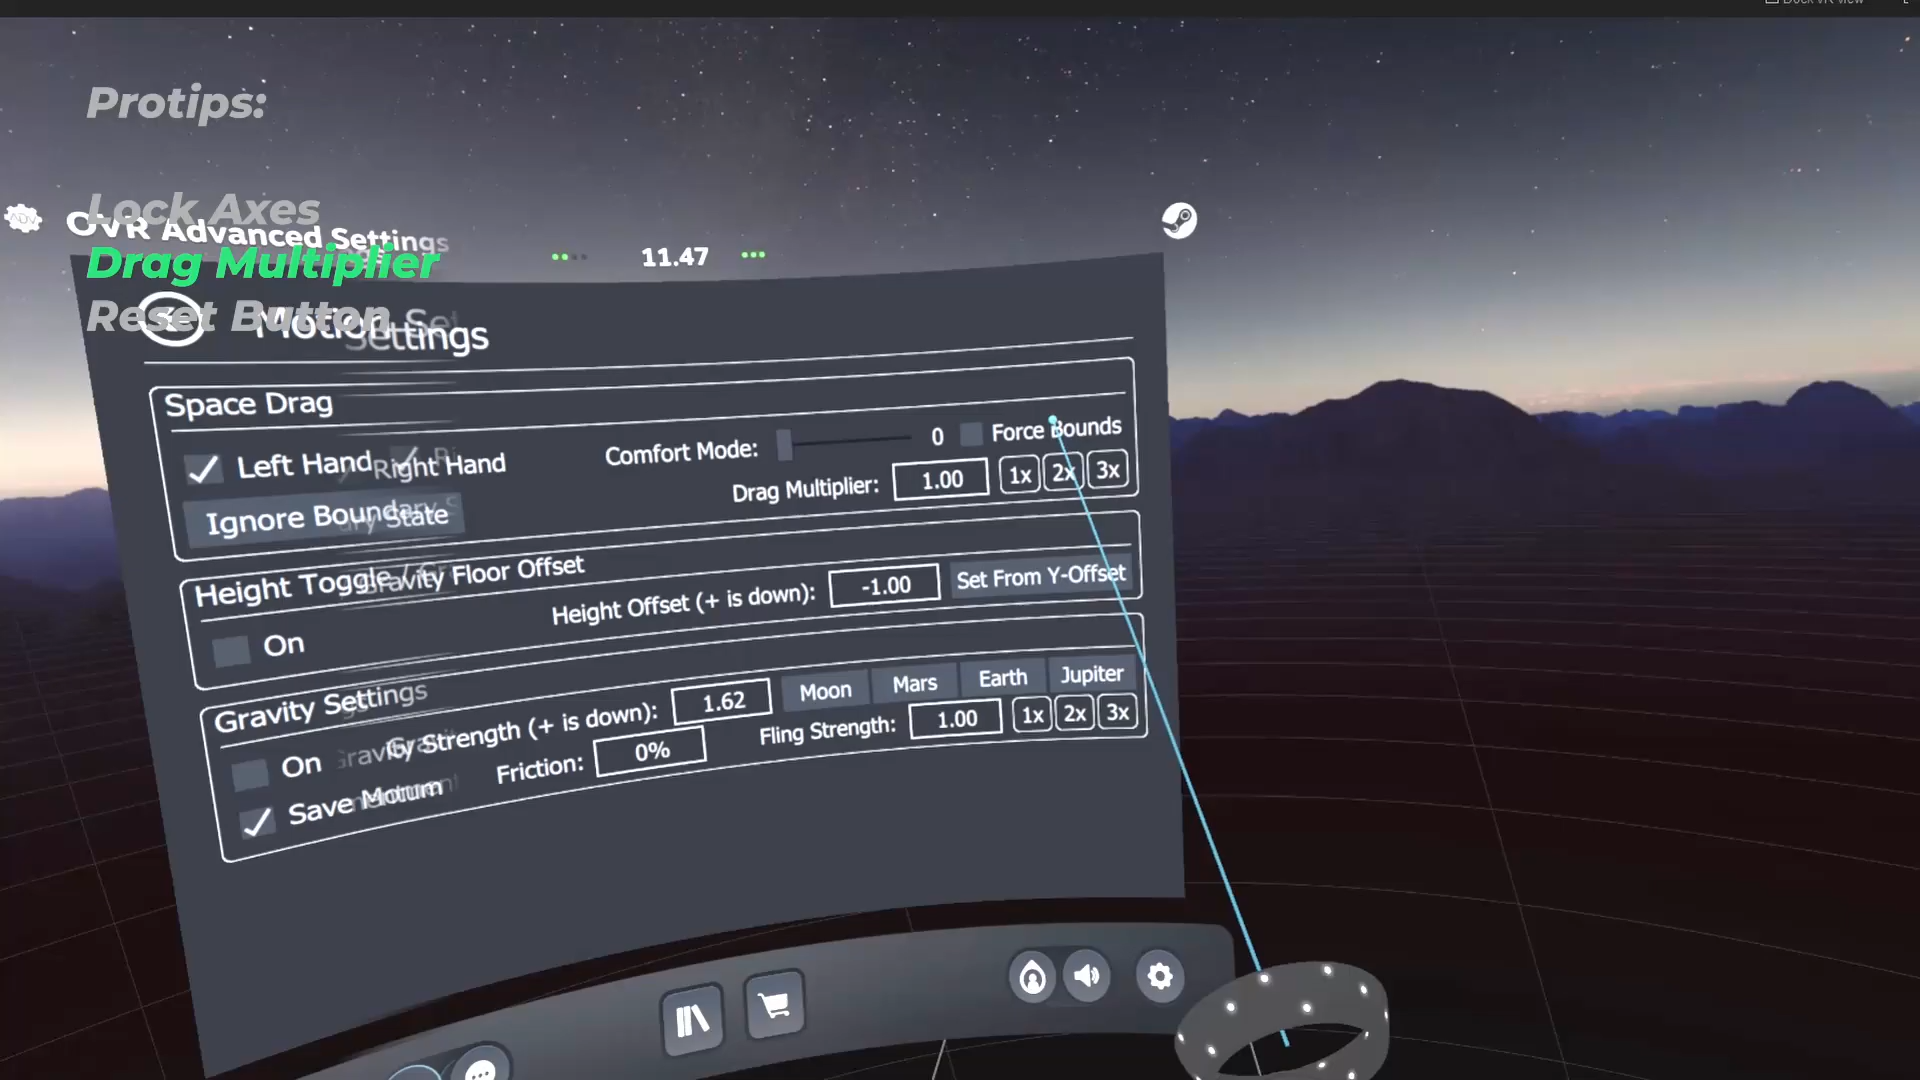 Protips:
Lock Axes
OVR Advanced Settings
Drag Multiplier
11.47
Reset Button
Motion Settings
Space Drag
Left Hand
Right Hand
Comfort Mode:
0
Force Bounds
Drag Multiplier:
1.00
1x
2x
3x
Ignore Boundary State
Height Toggle / Gravity Floor Offset
On
Height Offset (+ is down):
-1.00
Set From Y-Offset
Gravity Settings
On
Gravity Strength (+ is down):
1.62
Moon
Mars
Earth
Jupiter
Save
Friction:
0%
Fling Strength:
1.00
1x
2x
3x